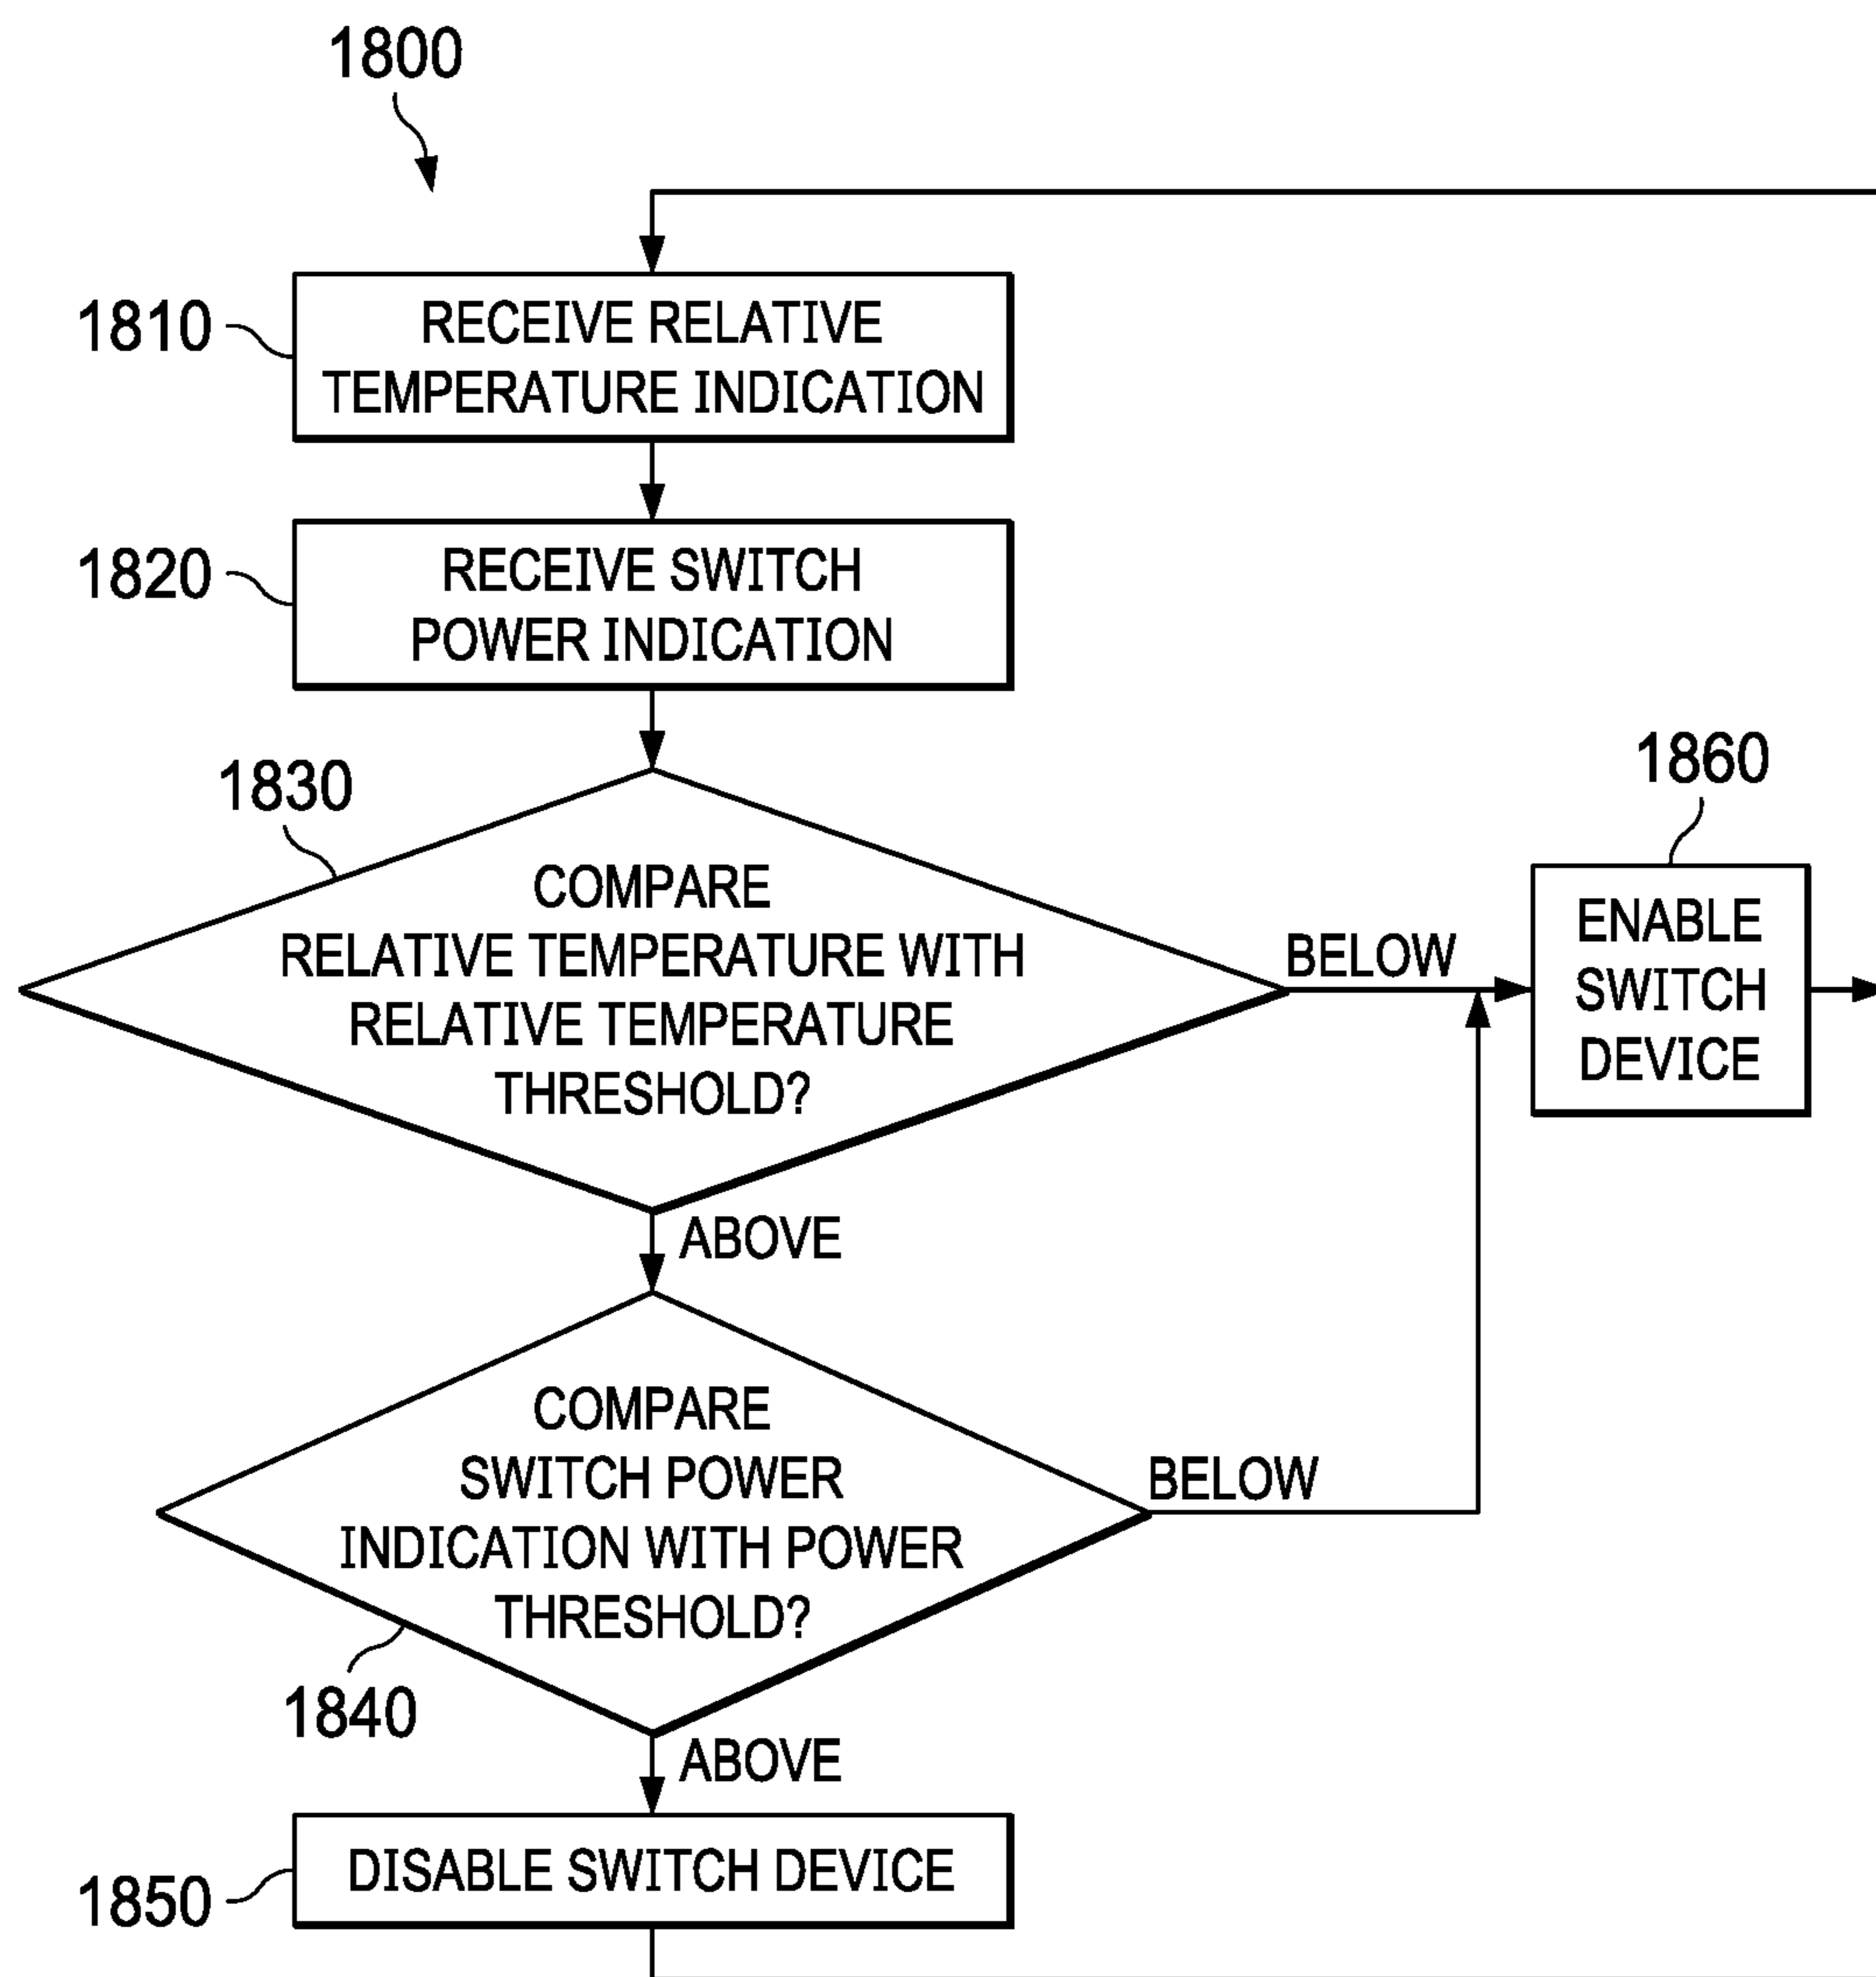 1800
1810
RECEIVE RELATIVE
TEMPERATURE INDICATION
1820
RECEIVE SWITCH
POWER INDICATION
1830
COMPARE
RELATIVE TEMPERATURE WITH
RELATIVE TEMPERATURE
THRESHOLD?
BELOW
1860
ENABLE
SWITCH
DEVICE
ABOVE
COMPARE
SWITCH POWER
INDICATION WITH POWER
THRESHOLD?
BELOW
1840
ABOVE
1850
DISABLE SWITCH DEVICE